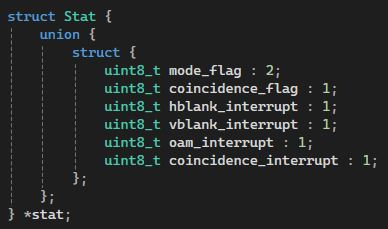 struct Stat {
    union {
        struct {
            uint8_t mode_flag : 2;
            uint8_t coincidence_flag : 1;
            uint8_t hblank_interrupt : 1;
            uint8_t vblank_interrupt : 1;
            uint8_t oam_interrupt : 1;
            uint8_t coincidence_interrupt : 1;
        };
    };
} *stat;